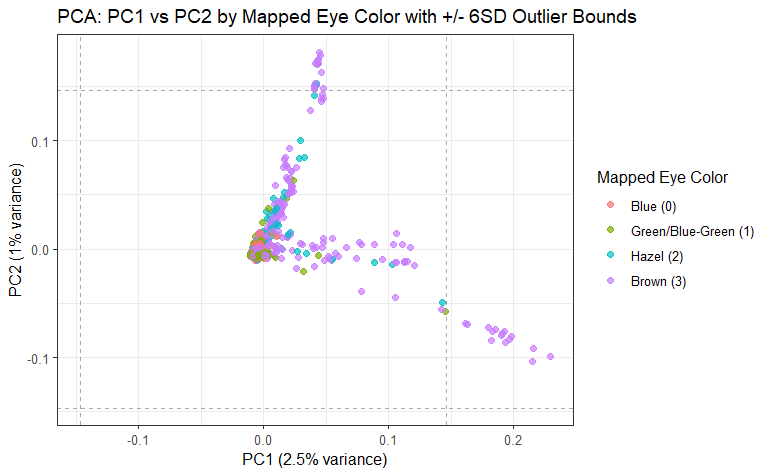 PCA: PC1 vs PC2 by Mapped Eye Color with +/- 6SD Outlier Bounds
PC2 (1% variance)
0.1
0.0
-0.1
-0.1
0.0
0.1
0.2
PC1 (2.5% variance)
Mapped Eye Color
Blue (0)
Green/Blue-Green (1)
Hazel (2)
Brown (3)